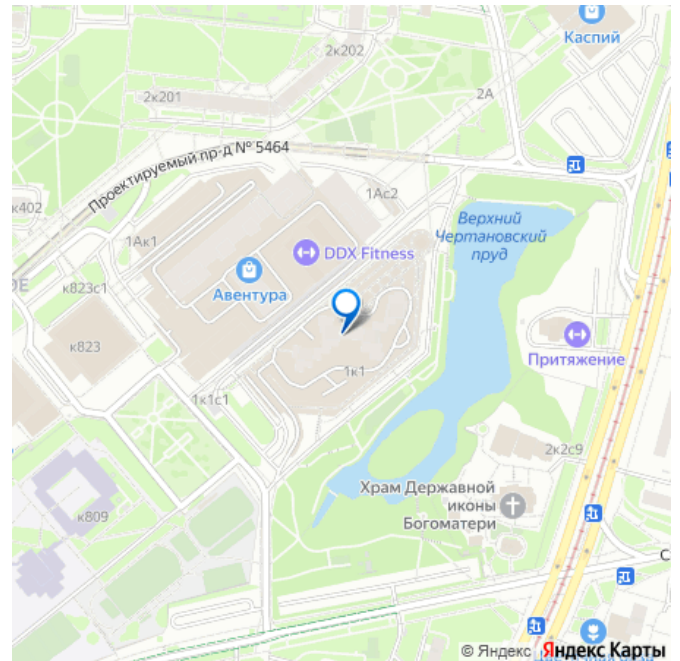 Каспий
2к202
2к201
2А
Проектируемый пр-д № 5464
к402
1Ак1
1Ас2
Верхний
Чертановский
пруд
DDX Fitness
ОЕ
к823с1
Авентура
к823
Притяжение
1к1
1к1с1
2к2с9
Храм Державной
иконы
Богоматери
к809
С
© Яндекс Яндекс Карты